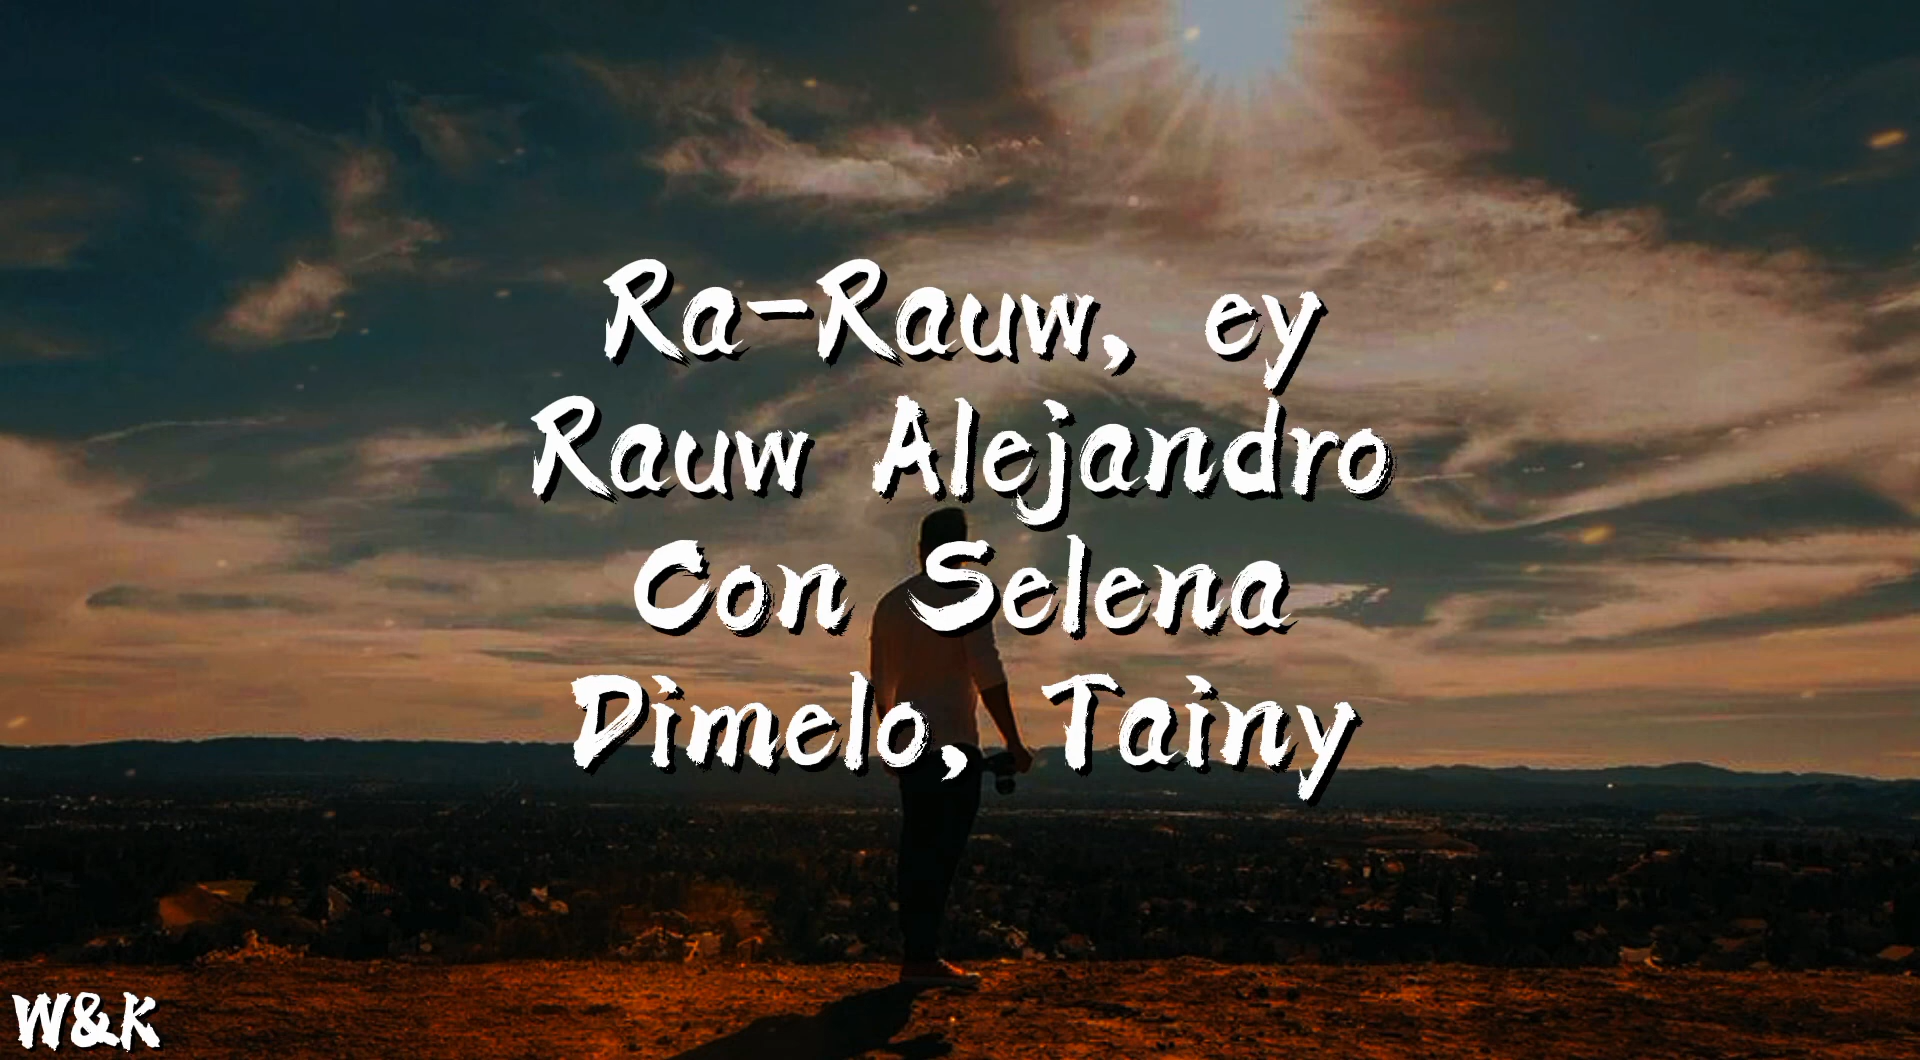 Ra-Rauw, ey
Rauw Alejandro
Con Selena
Dimelo, Tainy
W&K